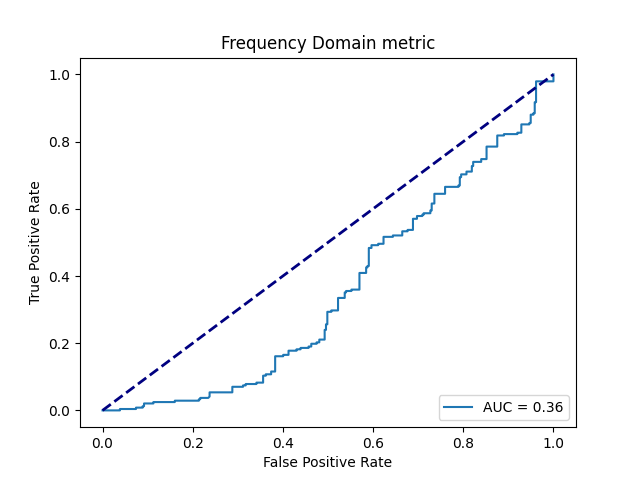 Frequency Domain metric
True Positive Rate
1.0
0.8
0.6
0.4
0.2
0.0
AUC = 0.36
0.0 0.2 0.4 0.6 0.8 1.0
False Positive Rate